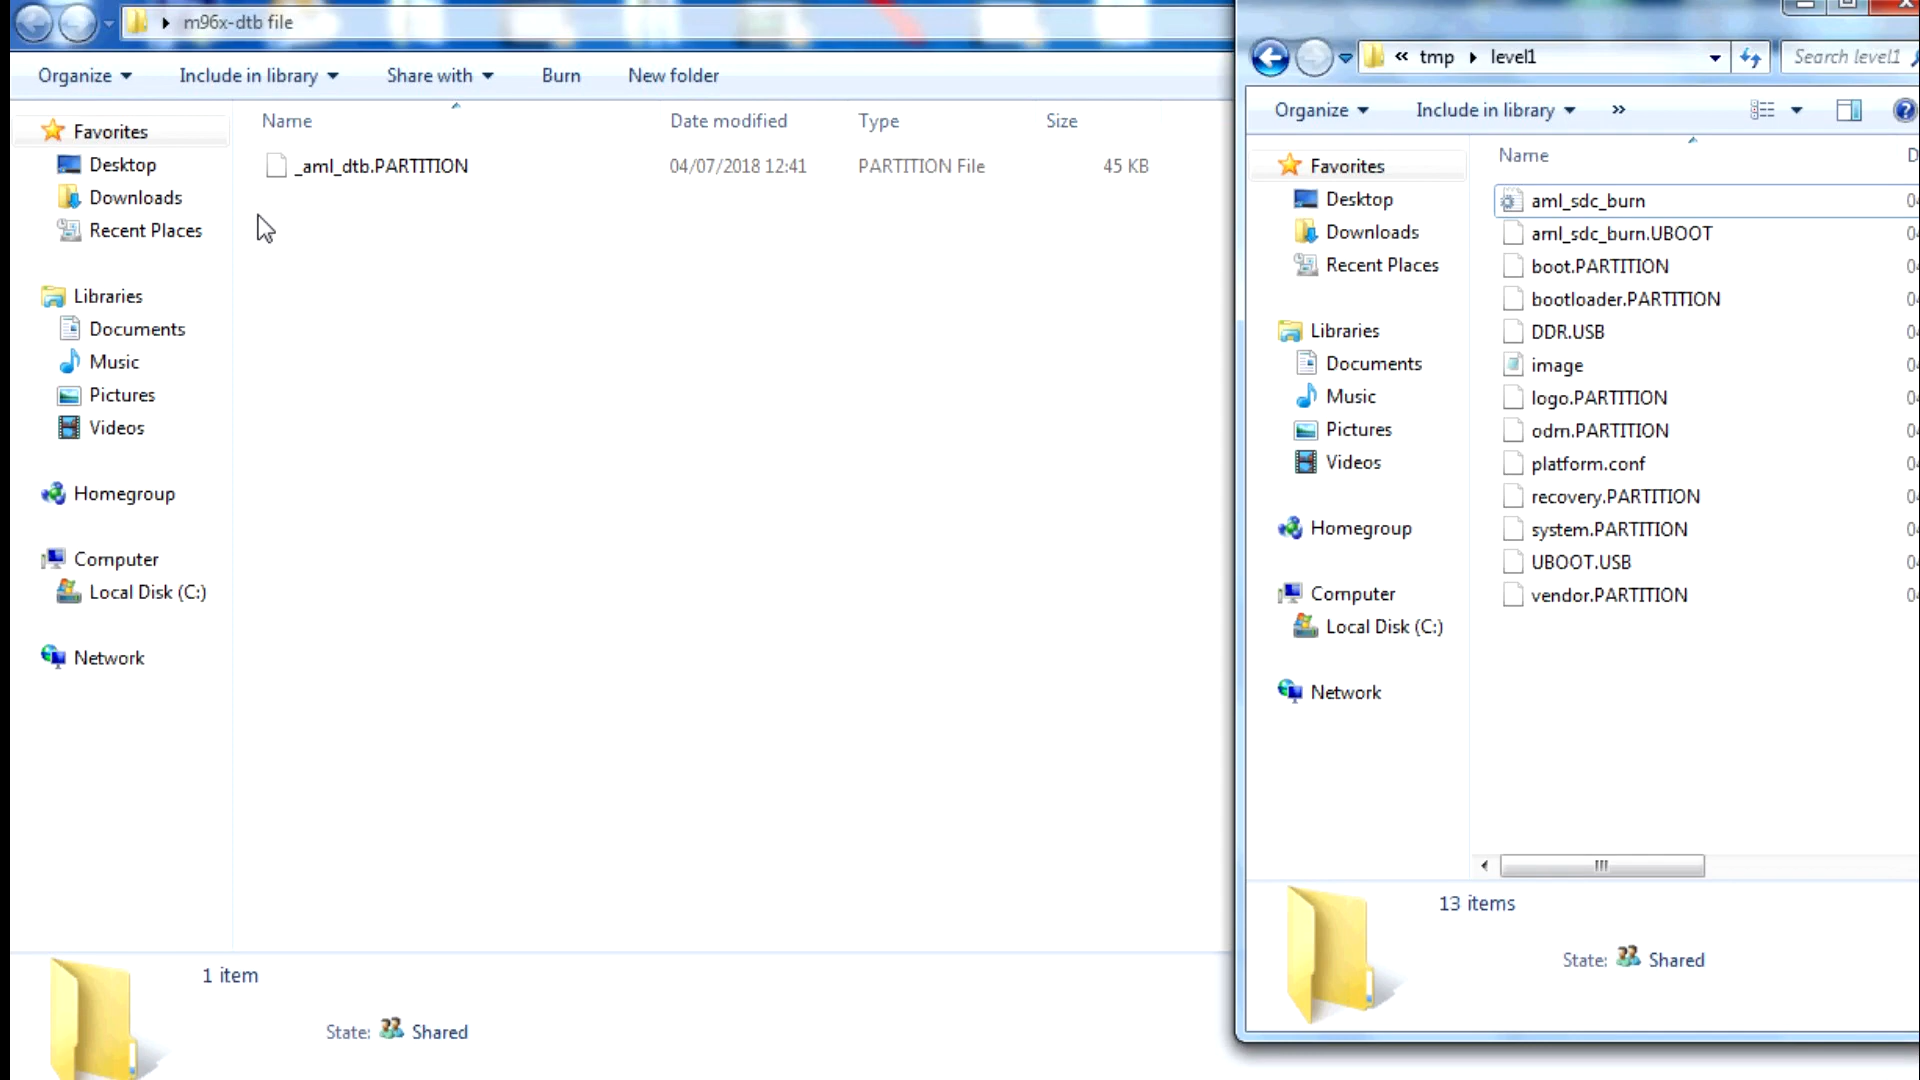 m96x-dtb file
Organize
Include in library
Share with
Burn
New folder
Favorites
Desktop
Downloads
Recent Places
Libraries
Documents
Music
Pictures
Videos
Homegroup
Computer
Local Disk (C:)
Network
Name Date modified Type Size
_aml_dtb.PARTITION 04/07/2018 12:41 PARTITION File 45 KB
1 item
State: Shared
« tmp level1
Search level1
Organize
Include in library
»
Favorites
Desktop
Downloads
Recent Places
Libraries
Documents
Music
Pictures
Videos
Homegroup
Computer
Local Disk (C:)
Network
Name
aml_sdc_burn
aml_sdc_burn.UBOOT
boot.PARTITION
bootloader.PARTITION
DDR.USB
image
logo.PARTITION
odm.PARTITION
platform.conf
recovery.PARTITION
system.PARTITION
UBOOT.USB
vendor.PARTITION
13 items
State: Shared